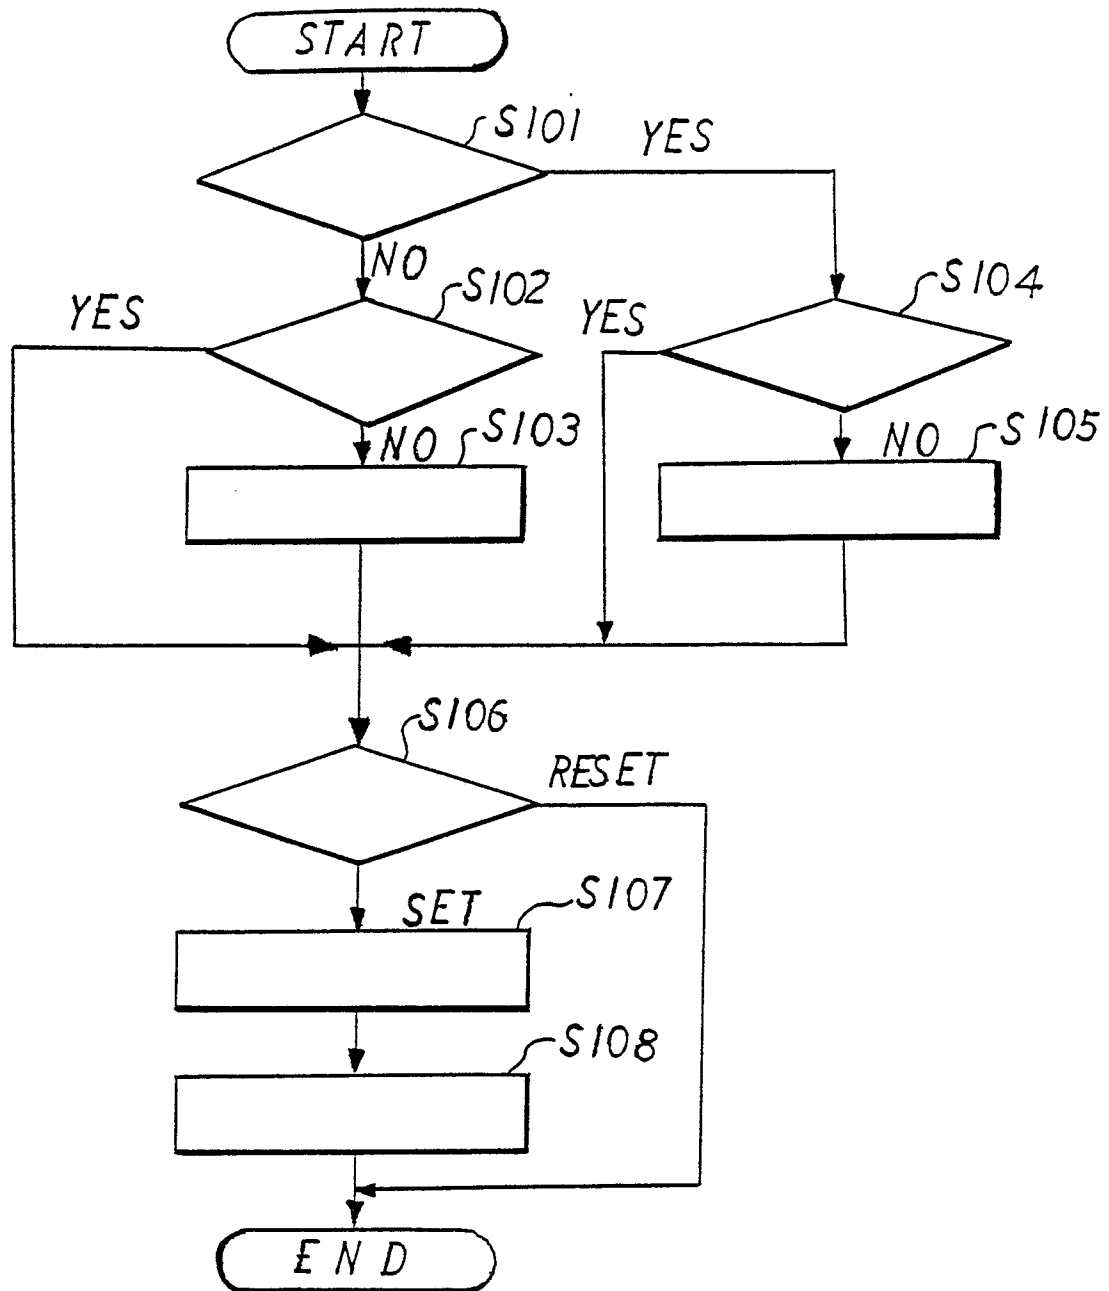 START
S101
YES
NO
S102
S104
YES
YES
NO
S103
NO
S105
S106
RESET
SET
S107
S108
END